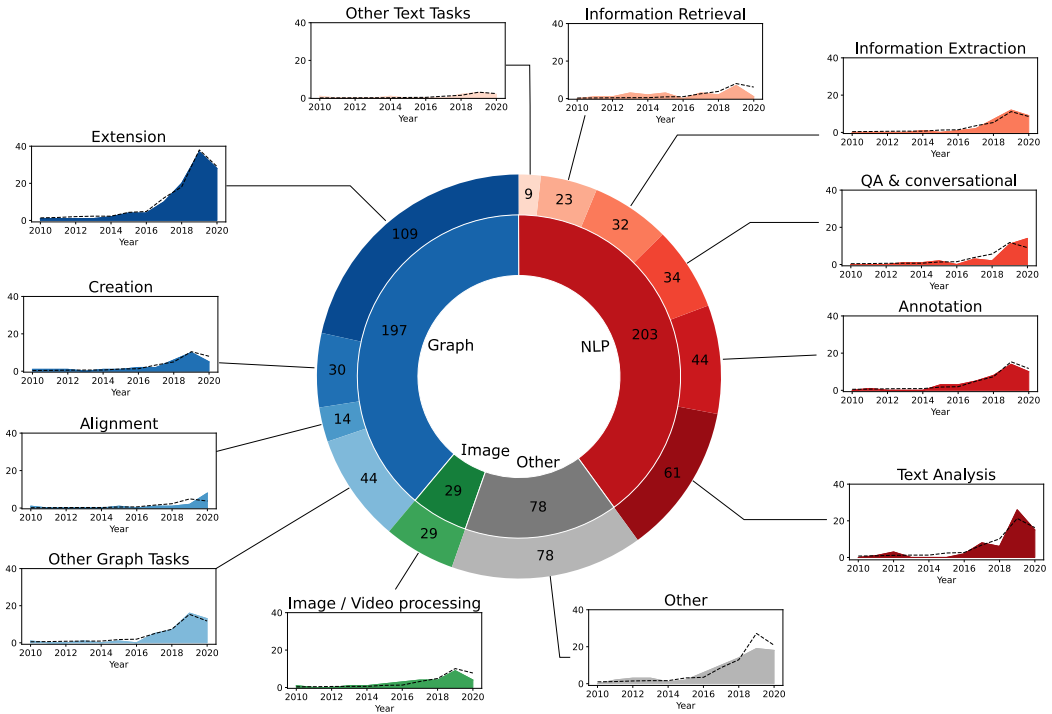 Other Text Tasks
40
20
0
2010 2012 2014 2016 2018 2020
Year
Information Retrieval
40
20
0
2010 2012 2014 2016 2018 2020
Year
Information Extraction
40
20
0
2010 2012 2014 2016 2018 2020
Year
Extension
40
20
0
2010 2012 2014 2016 2018 2020
Year
QA & conversational
40
20
0
2010 2012 2014 2016 2018 2020
Year
Creation
40
20
0
2010 2012 2014 2016 2018 2020
Year
Annotation
40
20
0
2010 2012 2014 2016 2018 2020
Year
Alignment
40
20
0
2010 2012 2014 2016 2018 2020
Year
Text Analysis
40
20
0
2010 2012 2014 2016 2018 2020
Year
Other Graph Tasks
40
20
0
2010 2012 2014 2016 2018 2020
Year
Image / Video processing
40
20
0
2010 2012 2014 2016 2018 2020
Year
Other
40
20
0
2010 2012 2014 2016 2018 2020
Year
9
23
32
34
44
61
78
29
44
14
30
109
197
Graph
NLP
203
Image
Other
29
78